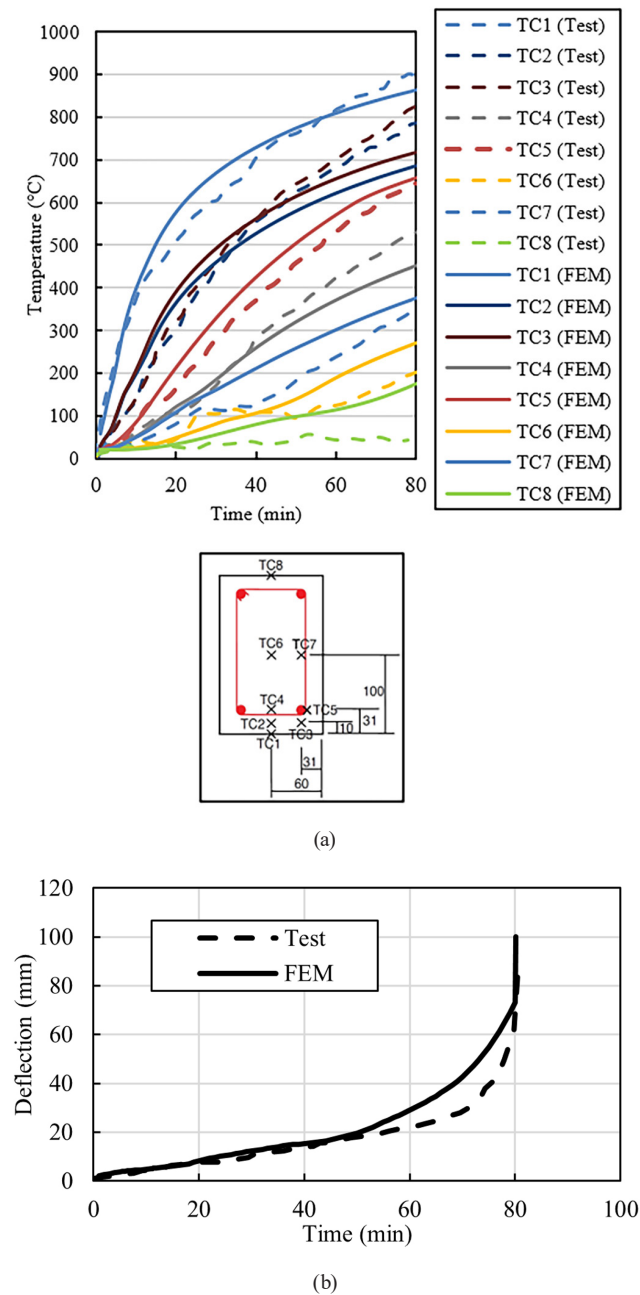 1000
900
800
700
600
500
400
300
200
100
0
Temperature (°C)
0 20 40 60 80
Time (min)
TC1 (Test)
TC2 (Test)
TC3 (Test)
TC4 (Test)
TC5 (Test)
TC6 (Test)
TC7 (Test)
TC8 (Test)
TC1 (FEM)
TC2 (FEM)
TC3 (FEM)
TC4 (FEM)
TC5 (FEM)
TC6 (FEM)
TC7 (FEM)
TC8 (FEM)
TC8
TC6 TC7
100
TC4
TC5
31
TC2
10
TC1 TC3
31
60
(a)
120
100
80
60
40
20
0
Deflection (mm)
Test
FEM
0 20 40 60 80 100
Time (min)
(b)